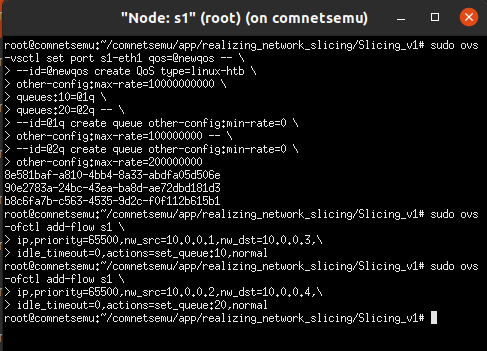 "Node: s1" (root) (on comnetsemu)
root@comnetsemu:~/comnetsemu/app/realizing_network_slicing/Slicing_v1# sudo ovs
-vsctl set port s1-eth1 qos=@newqos -- \
> --id=@newqos create QoS type=linux-htb \
> other-config:max-rate=10000000000 \
> queues:10=@1q \
> queues:20=@2q -- \
> --id=@1q create queue other-config:min-rate=0 \
> other-config:max-rate=100000000 -- \
> --id=@2q create queue other-config:min-rate=0 \
> other-config:max-rate=200000000
8e581baf-a810-4bb4-8a33-abdfa05d506e
90e2783a-24bc-43ea-ba8d-ae72dbd181d3
b8c6fa7b-c563-4535-9d2c-f0f112b615b1
root@comnetsemu:~/comnetsemu/app/realizing_network_slicing/Slicing_v1# sudo ovs
-ofctl add-flow s1 \
> ip,priority=65500,nw_src=10.0.0.1,nw_dst=10.0.0.3,\
> idle_timeout=0,actions=set_queue:10,normal
root@comnetsemu:~/comnetsemu/app/realizing_network_slicing/Slicing_v1# sudo ovs
-ofctl add-flow s1 \
> ip,priority=65500,nw_src=10.0.0.2,nw_dst=10.0.0.4,\
> idle_timeout=0,actions=set_queue:20,normal
root@comnetsemu:~/comnetsemu/app/realizing_network_slicing/Slicing_v1#